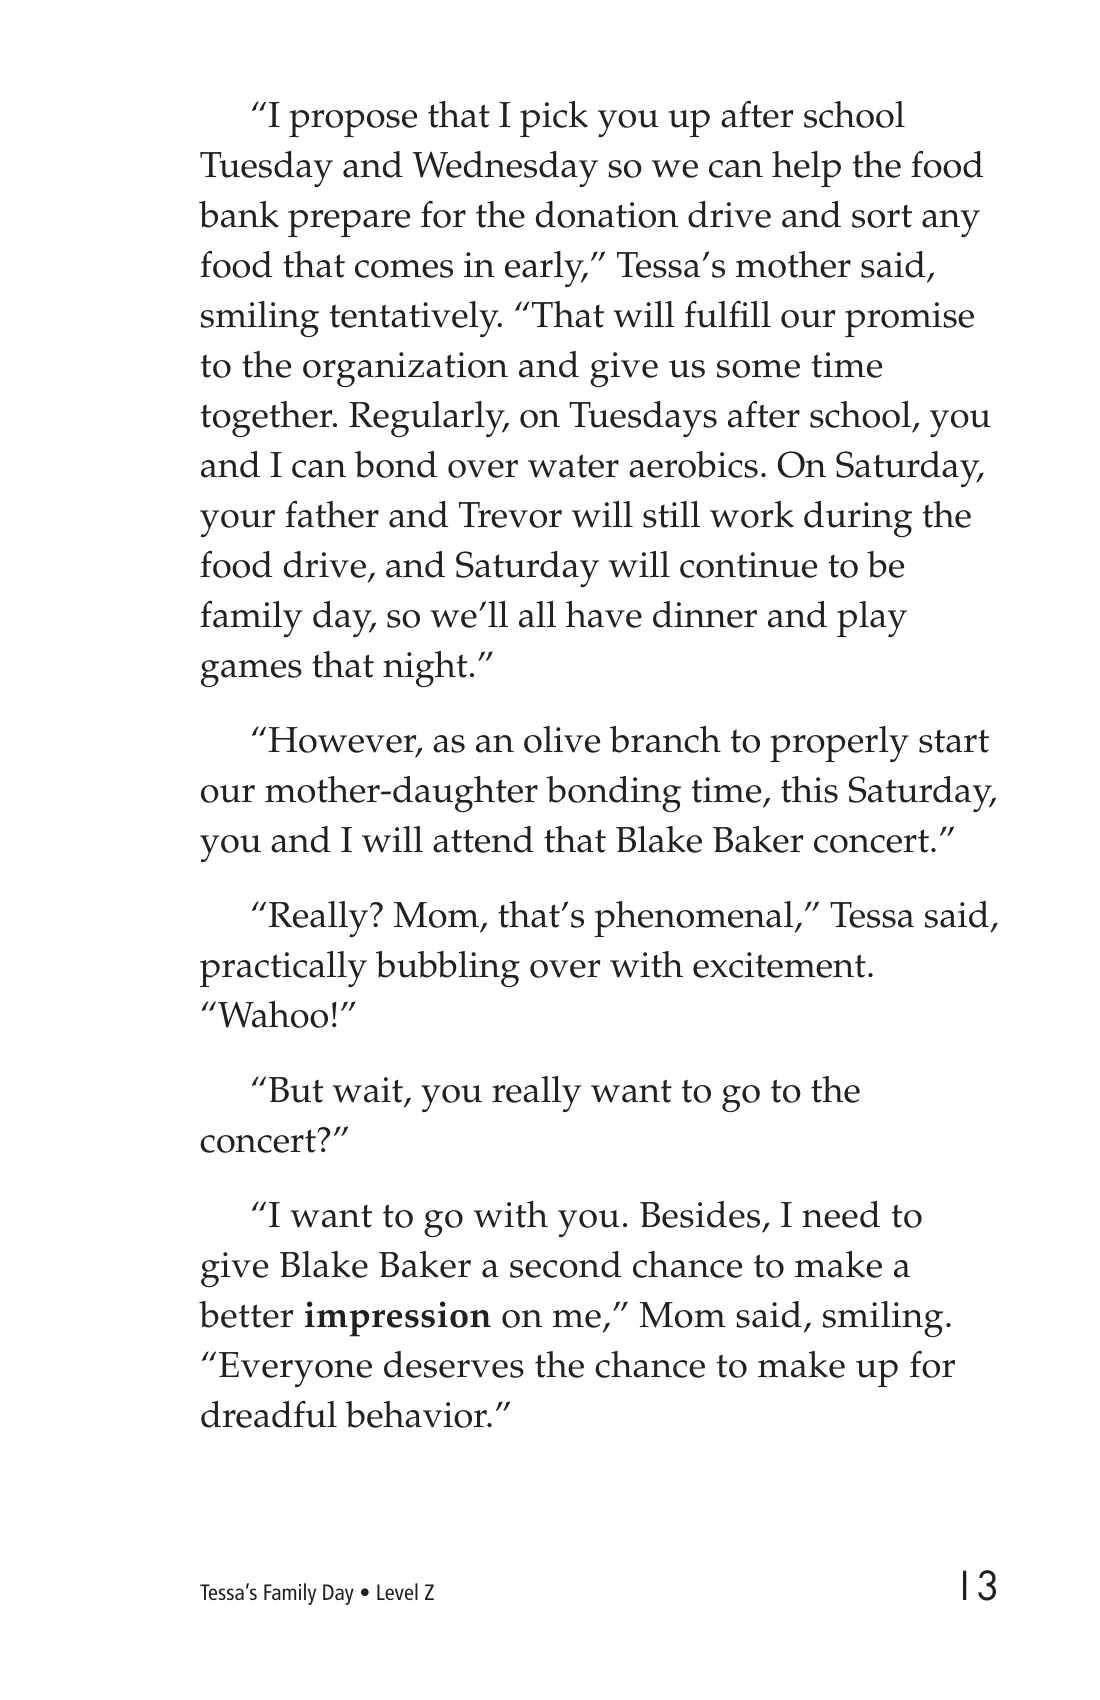 “I propose that I pick you up after school
Tuesday and Wednesday so we can help the food
bank prepare for the donation drive and sort any
food that comes in early,” Tessa’s mother said,
smiling tentatively. “That will fulfill our promise
to the organization and give us some time
together. Regularly, on Tuesdays after school, you
and I can bond over water aerobics. On Saturday,
your father and Trevor will still work during the
food drive, and Saturday will continue to be
family day, so we’ll all have dinner and play
games that night.”
“However, as an olive branch to properly start
our mother-daughter bonding time, this Saturday,
you and I will attend that Blake Baker concert.”
“Really? Mom, that’s phenomenal,” Tessa said,
practically bubbling over with excitement.
“Wahoo!”
“But wait, you really want to go to the
concert?”
“I want to go with you. Besides, I need to
give Blake Baker a second chance to make a
better impression on me,” Mom said, smiling.
“Everyone deserves the chance to make up for
dreadful behavior.”
Tessa’s Family Day • Level Z
13